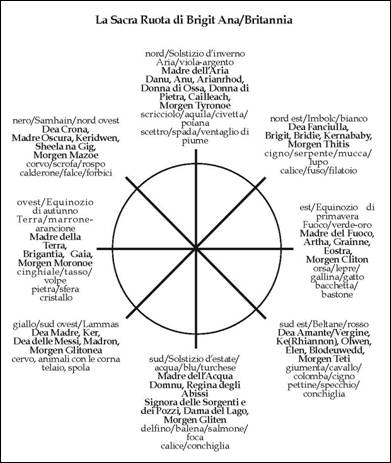 La Sacra Ruota di Brigit Ana/Britannia
nord/Solstizio d'inverno
Aria/viola-argento
Madre dell'Aria
Danu, Anu, Arianrhod,
Donna di Ossa, Donna di
Pietra, Cailleach,
Morgen Tyronoe
scricciolo/aquila/civetta/
poiana
scettro/spada/ventaglio di
piume
nero/Samhain/nord ovest
Dea Crona,
Madre Oscura, Keridwen,
Sheela na Gig,
Morgen Mazoe
corvo/scrofa/rospo
calderone/falce/forbici
nord est/Imbolc/bianco
Dea Fanciulla,
Brigit, Bridie, Kernababy,
Morgen Thitis
cigno/serpente/mucca/
lupo
calice/fuso/filatoio
ovest/Equinozio
di autunno
Terra/marrone-
arancione
Madre della
Terra,
Brigantia, Gaia,
Morgen Moronoe
cinghiale/tasso/
volpe
pietra/sfera
cristallo
est/Equinozio di
primavera
Fuoco/verde-oro
Madre del Fuoco,
Artha, Grainne,
Eostra,
Morgen Cliton
orsa/lepre/
gallina/gatto
bacchetta/
bastone
giallo/sud ovest/Lammas
Dea Madre, Ker,
Dea delle Messi, Madron,
Morgen Glitonea
cervo, animali con le corna
telaio, spola
sud/Solstizio d'estate/
acqua/blu/turchese
Madre dell'Acqua
Domnu, Regina degli
Abissi
Signora delle Sorgenti e
dei Pozzi, Dama del Lago,
Morgen Gliten
delfino/balena/salmone/
foca
calice/conchiglia
sud est/Beltane/rosso
Dea Amante/Vergine,
Ke(Rhiannon), Olwen,
Elen, Blodeuwedd,
Morgen Teti
giumenta/cavallo/
colomba/cigno
pettine/specchio/
conchiglia